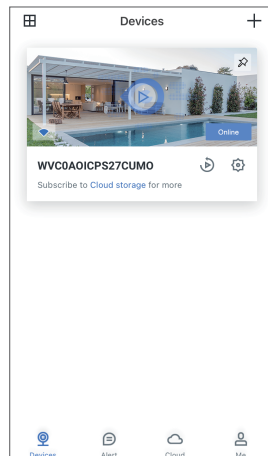 Devices
Online
WVC0AOICPS27CUMO
Subscribe to Cloud storage for more
Devices
Alert
Cloud
Me